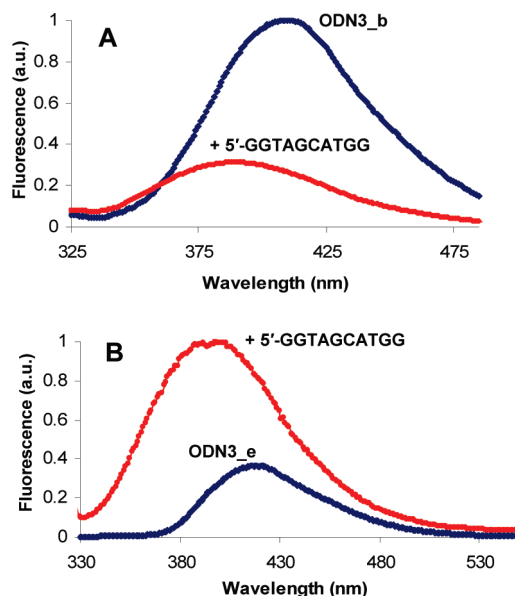 A
ODN3_b
+ 5′-GGTAGCATGG
Fluorescence (a.u.)
1
0.8
0.6
0.4
0.2
0
325 375 425 475
Wavelength (nm)
B
+ 5′-GGTAGCATGG
ODN3_e
Fluorescence (a.u.)
1
0.8
0.6
0.4
0.2
0
330 380 430 480 530
Wavelength (nm)